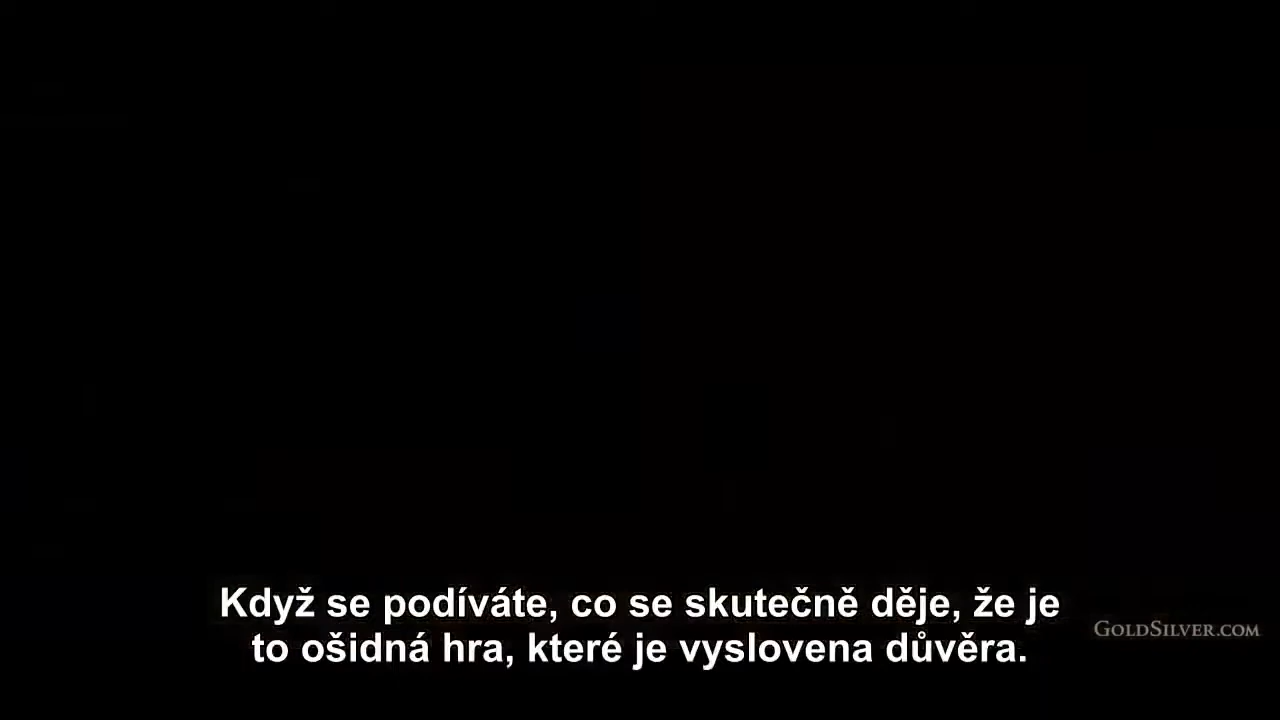 Když se podíváte, co se skutečně děje, že je
to ošidná hra, které je vyslovena důvěra.
GOLDSILVER.COM